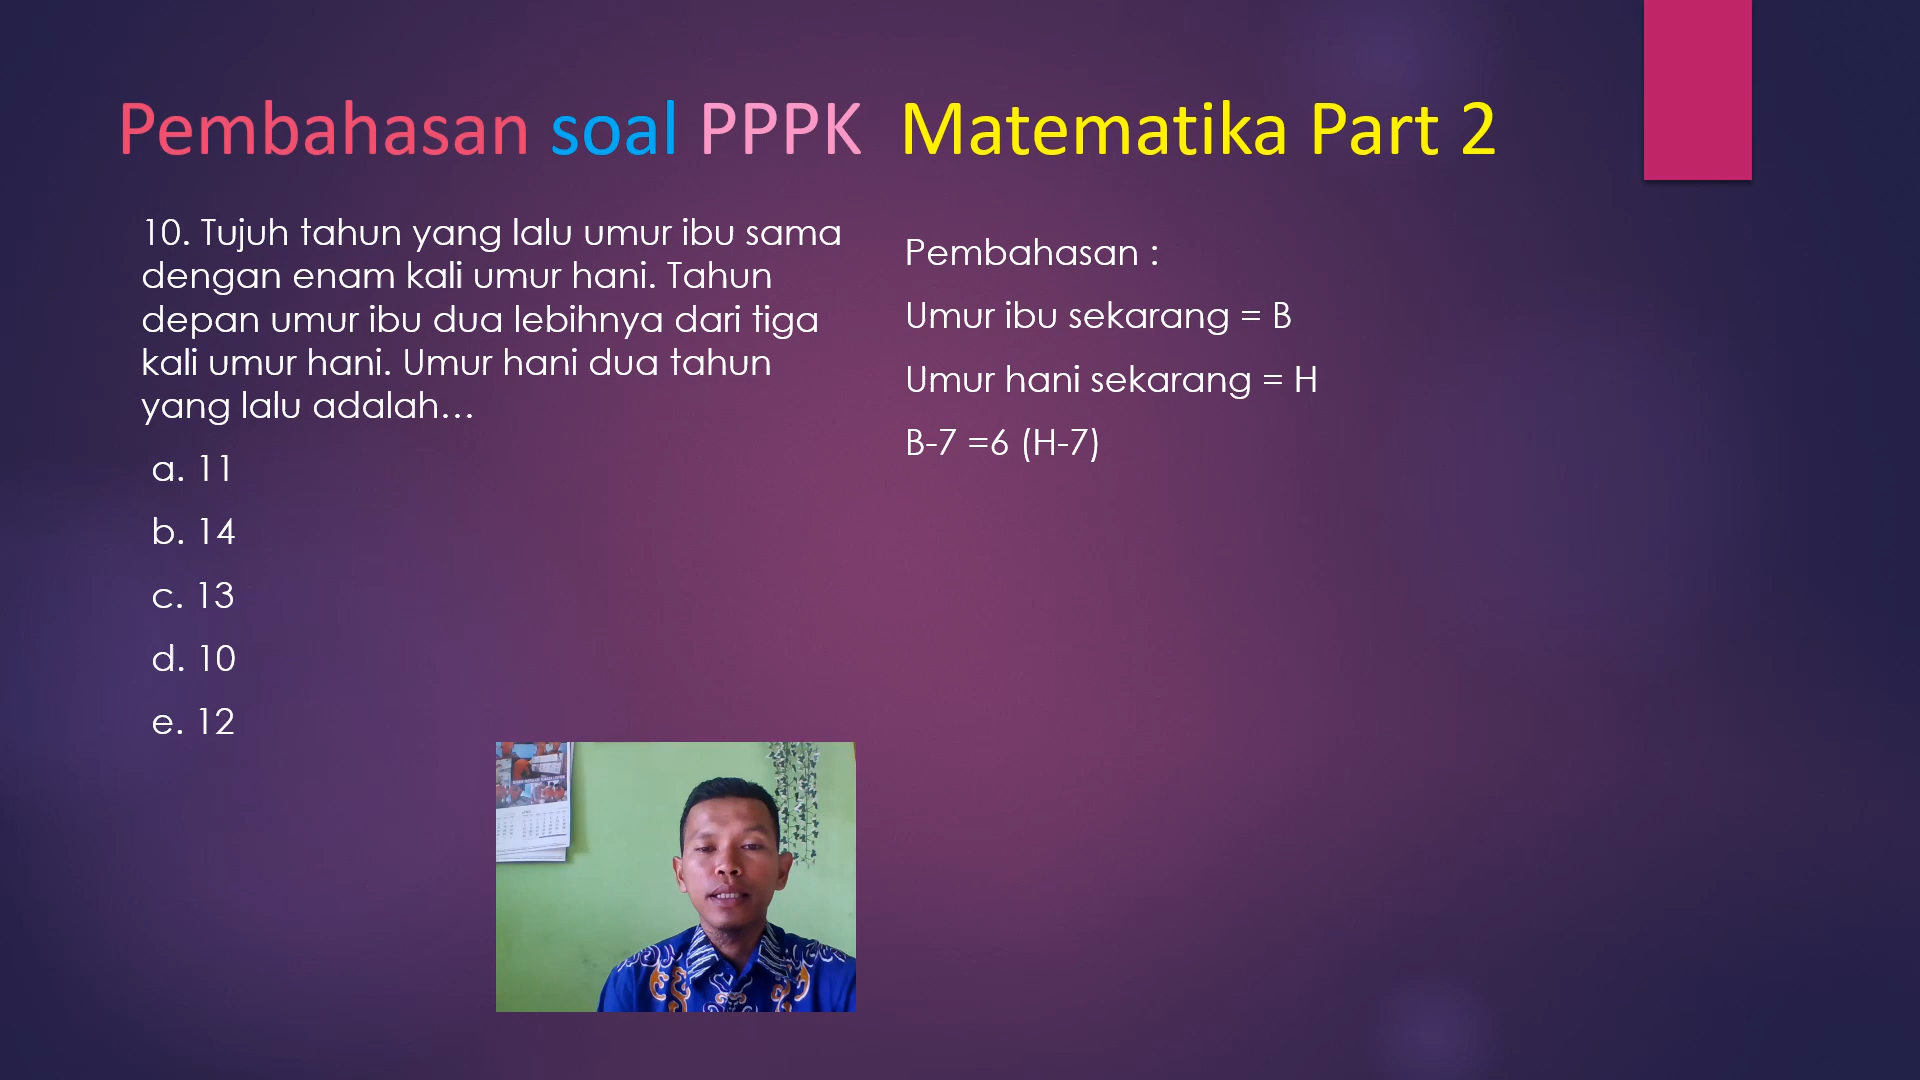 Pembahasan soal PPPK Matematika Part 2
10. Tujuh tahun yang lalu umur ibu sama
dengan enam kali umur hani. Tahun
depan umur ibu dua lebihnya dari tiga
kali umur hani. Umur hani dua tahun
yang lalu adalah...
a. 11
b. 14
c. 13
d. 10
e. 12
Pembahasan :
Umur ibu sekarang = B
Umur hani sekarang = H
B-7 =6 (H-7)